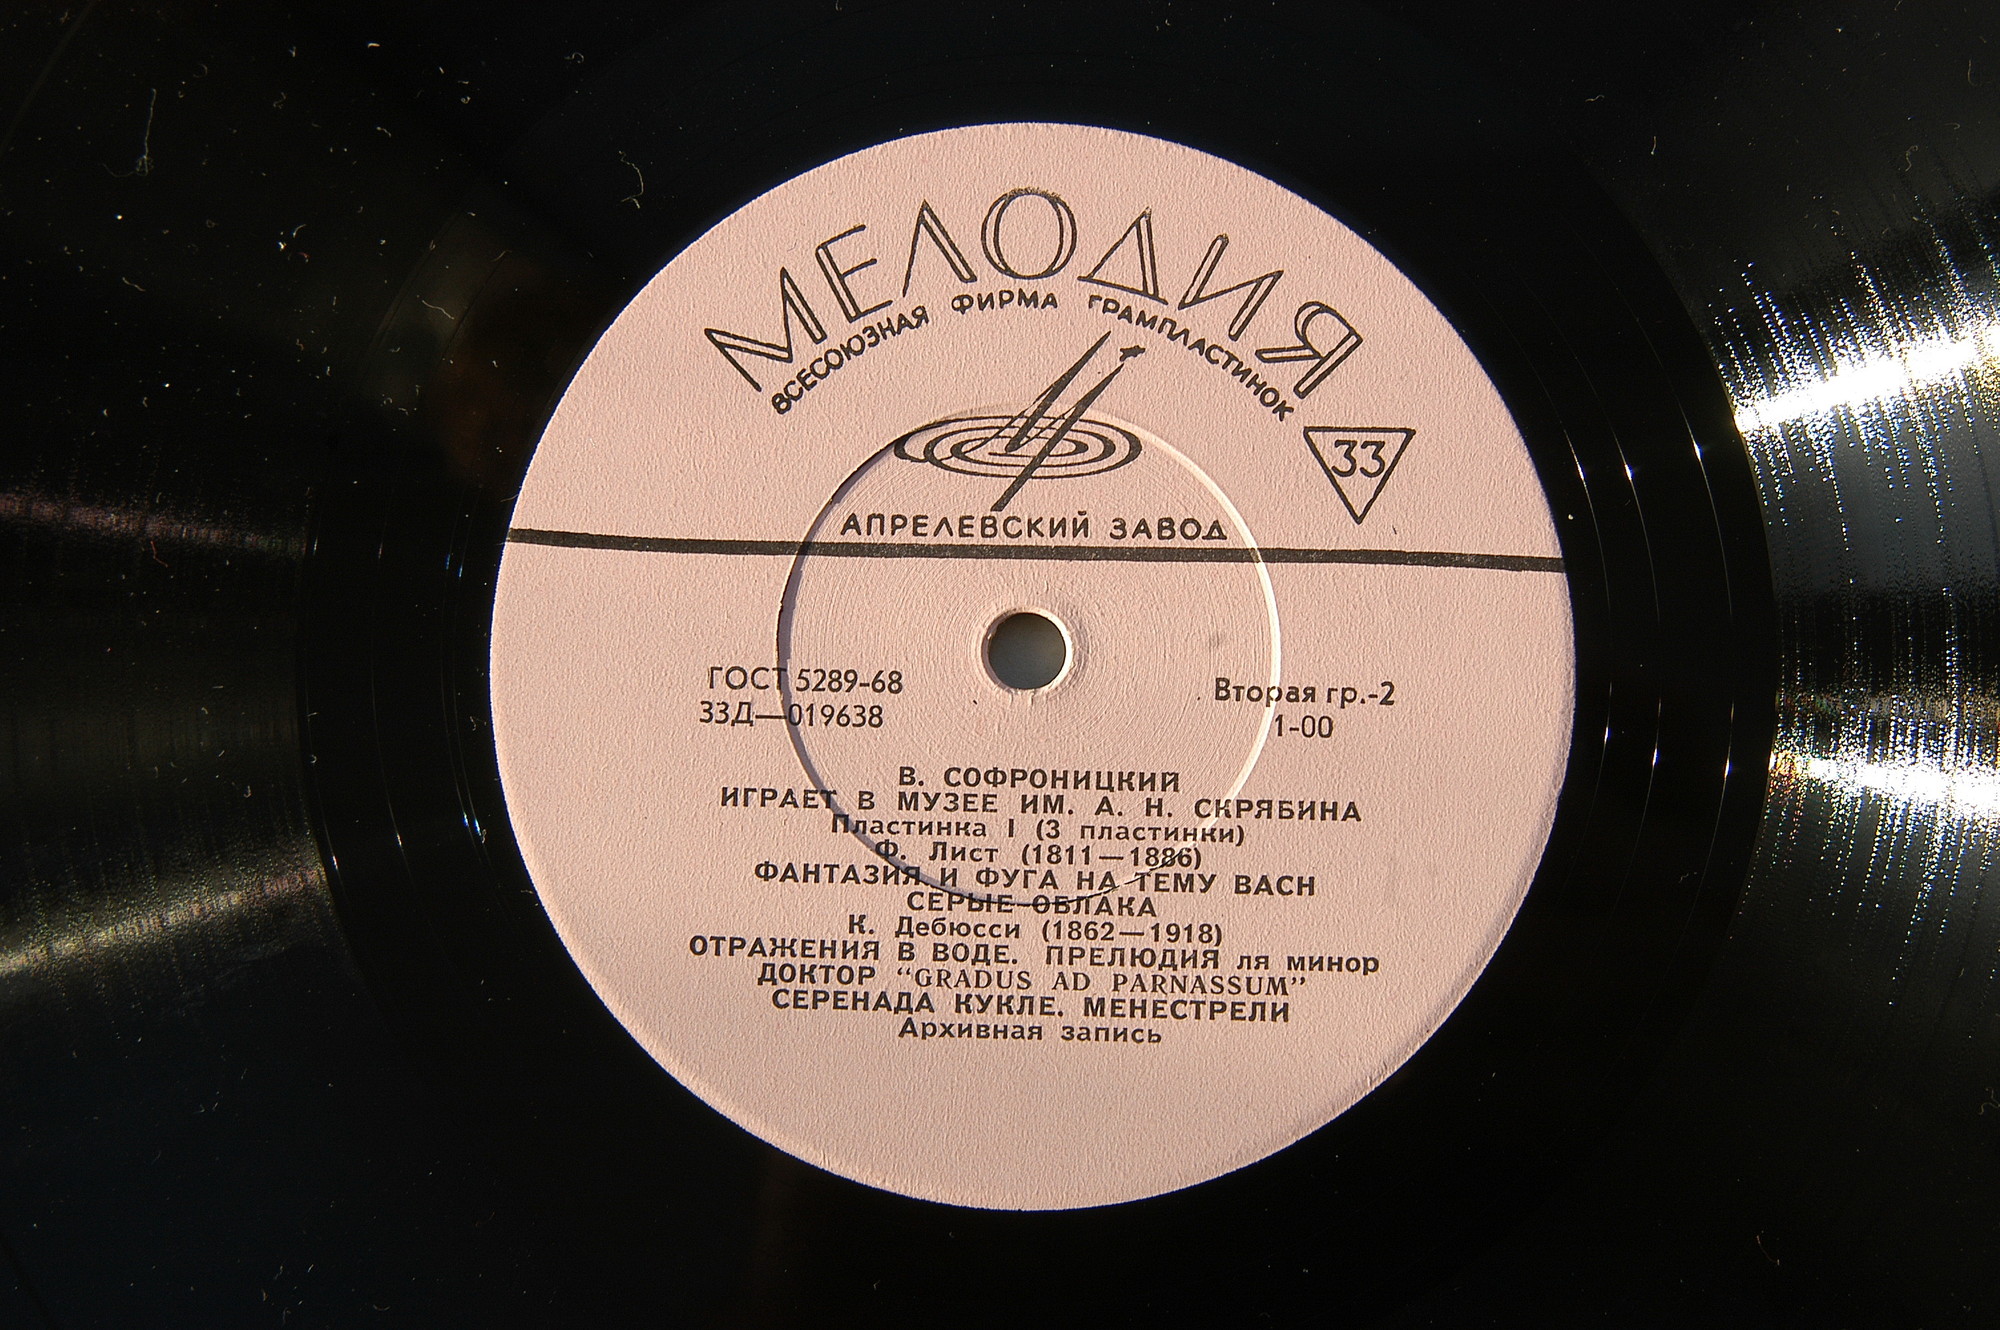 МЕЛОДИЯ
ВСЕСОЮЗНАЯ ФИРМА ГРАМПЛАСТИНОК
33
АПРЕЛЕВСКИЙ ЗАВОД
ГОСТ 5289-68
33Д—019638
Вторая гр.-2
1-00
В. СОФРОНИЦКИЙ
ИГРАЕТ В МУЗЕЕ ИМ. А. Н. СКРЯБИНА
Пластинка I (3 пластинки)
Ф. Лист (1811—1886)
ФАНТАЗИЯ И ФУГА НА ТЕМУ BACH
СЕРЫЕ ОБЛАКА
К. Дебюсси (1862—1918)
ОТРАЖЕНИЯ В ВОДЕ. ПРЕЛЮДИЯ ля минор
ДОКТОР “GRADUS AD PARNASSUM”
СЕРЕНАДА КУКЛЕ. МЕНЕСТРЕЛИ
Архивная запись